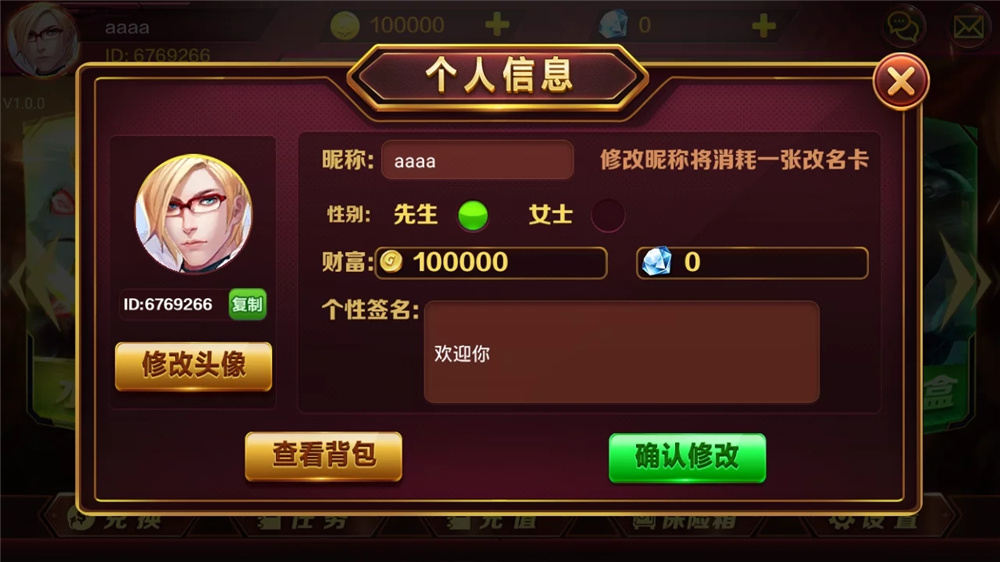 aaaa
100000
0
ID: 6769266
个人信息
V1.0.0
昵称:
aaaa
修改昵称将消耗一张改名卡
性别:
先生
女士
财富:
100000
0
ID:6769266
复制
个性签名:
欢迎你
修改头像
盒
查看背包
确认修改
兑换
任务
充值
保险箱
设置